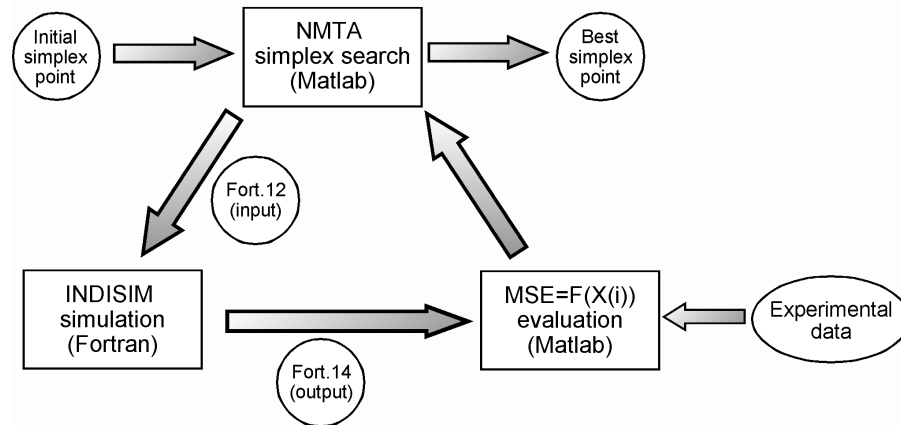 Initial
simplex
point
NMTA
simplex search
(Matlab)
Best
simplex
point
Fort.12
(input)
INDISIM
simulation
(Fortran)
Fort.14
(output)
MSE=F(X(i))
evaluation
(Matlab)
Experimental
data